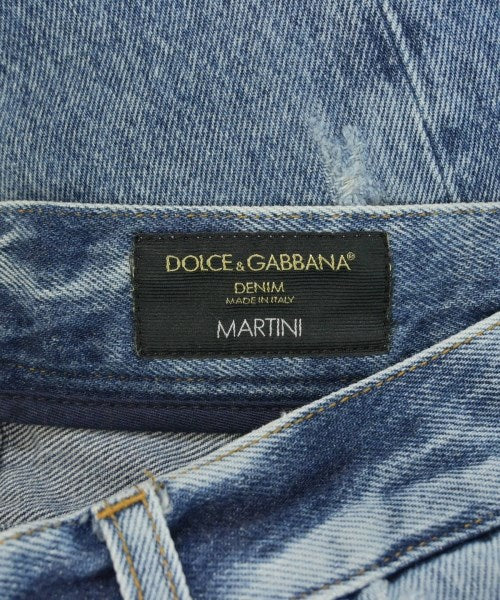 DOLCE & GABBANA®
DENIM
MADE IN ITALY
MARTINI